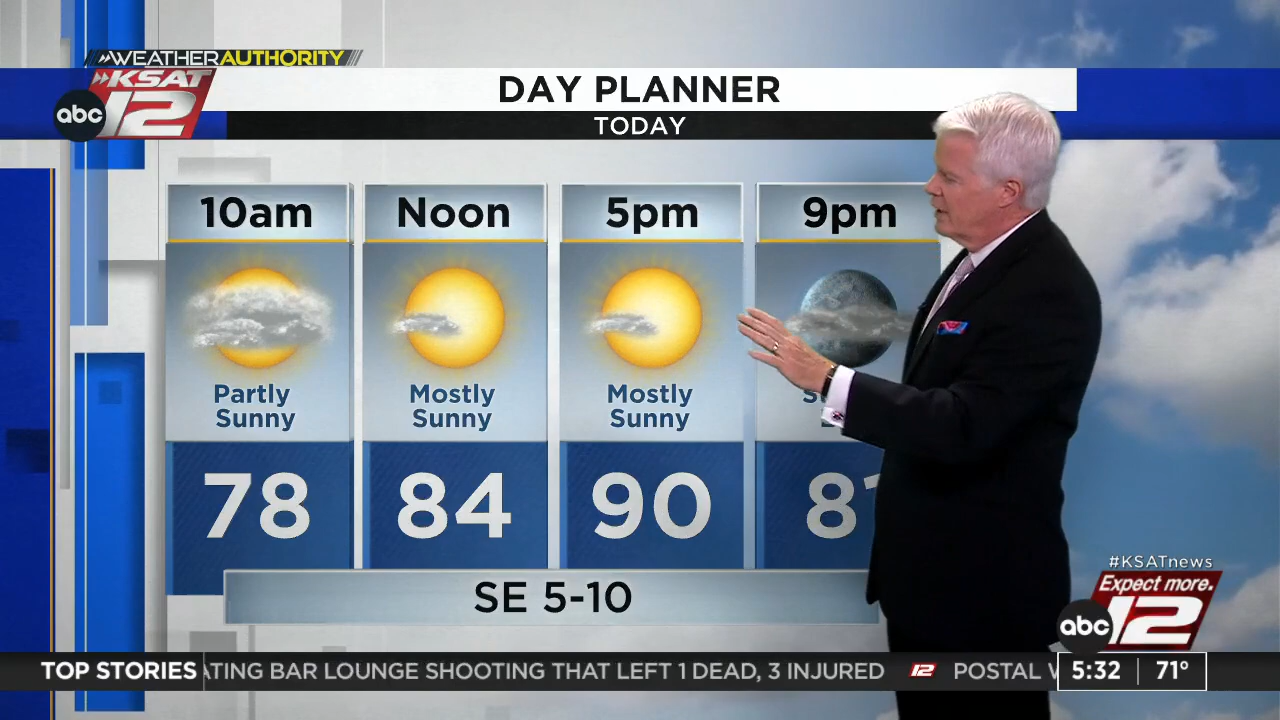 WEATHERAUTHORITY
KSAT
abc 12
DAY PLANNER
TODAY
10am
Noon
5pm
9pm
Partly
Sunny
Mostly
Sunny
Mostly
Sunny
78
84
90
SE 5-10
#KSATnews
Expect more.
abc 12
TOP STORIES
ATING BAR LOUNGE SHOOTING THAT LEFT 1 DEAD, 3 INJURED 12 POSTAL
5:32 71°